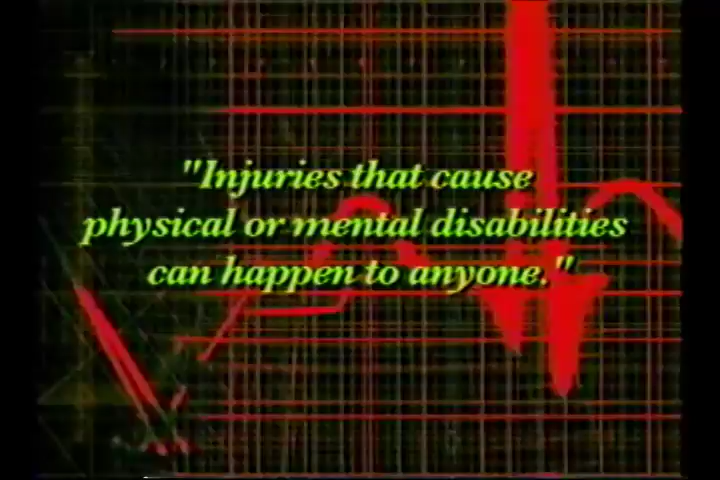 "Injuries that cause
physical or mental disabilities
can happen to anyone."